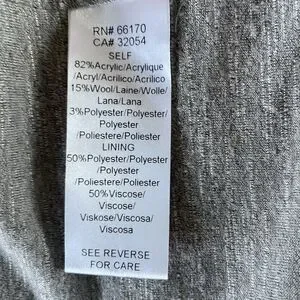 RN# 66170
CA# 32054
SELF
82%Acrylic/Acrylique
/Acryl/Acrilico/Acrilico
15%Wool/Laine/Wolle/
Lana/Lana
3%Polyester/Polyester/
Polyester
/Poliestere/Poliester
LINING
50%Polyester/Polyester
/Polyester
/Poliestere/Poliester
50%Viscose/
Viscose/
Viskose/Viscosa/
Viscosa
SEE REVERSE
FOR CARE